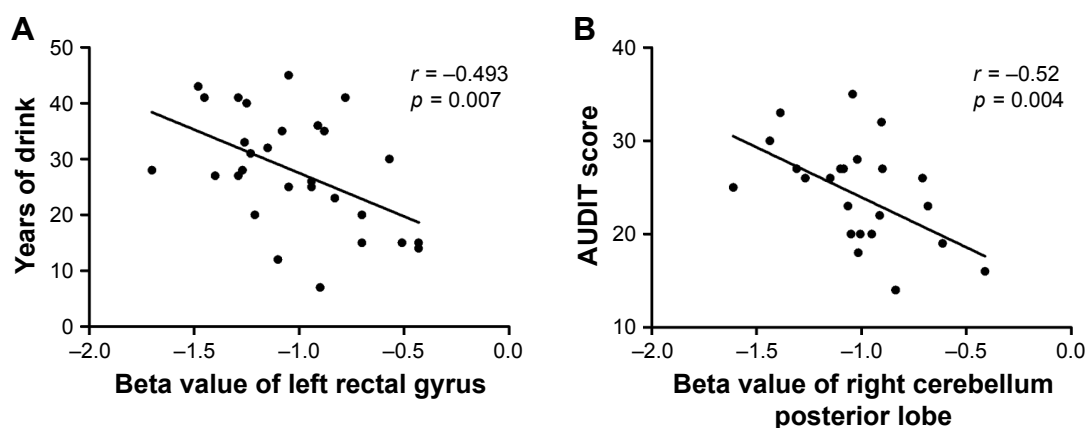 A
50
40
30
20
10
0
Years of drink
r = –0.493
p = 0.007
–2.0 –1.5 –1.0 –0.5 0.0
Beta value of left rectal gyrus
B
40
30
20
10
AUDIT score
r = –0.52
p = 0.004
–2.0 –1.5 –1.0 –0.5 0.0
Beta value of right cerebellum
posterior lobe